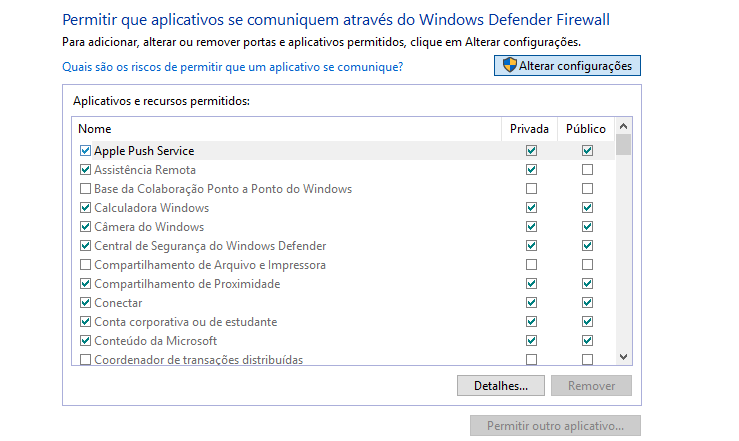 Permitir que aplicativos se comuniquem através do Windows Defender Firewall
Para adicionar, alterar ou remover portas e aplicativos permitidos, clique em Alterar configurações.
Quais são os riscos de permitir que um aplicativo se comunique?
Alterar configurações
Aplicativos e recursos permitidos:
Nome Privada Público
Apple Push Service
Assistência Remota
Base da Colaboração Ponto a Ponto do Windows
Calculadora Windows
Câmera do Windows
Central de Segurança do Windows Defender
Compartilhamento de Arquivo e Impressora
Compartilhamento de Proximidade
Conectar
Conta corporativa ou de estudante
Conteúdo da Microsoft
Coordenador de transações distribuídas
Detalhes... Remover
Permitir outro aplicativo...